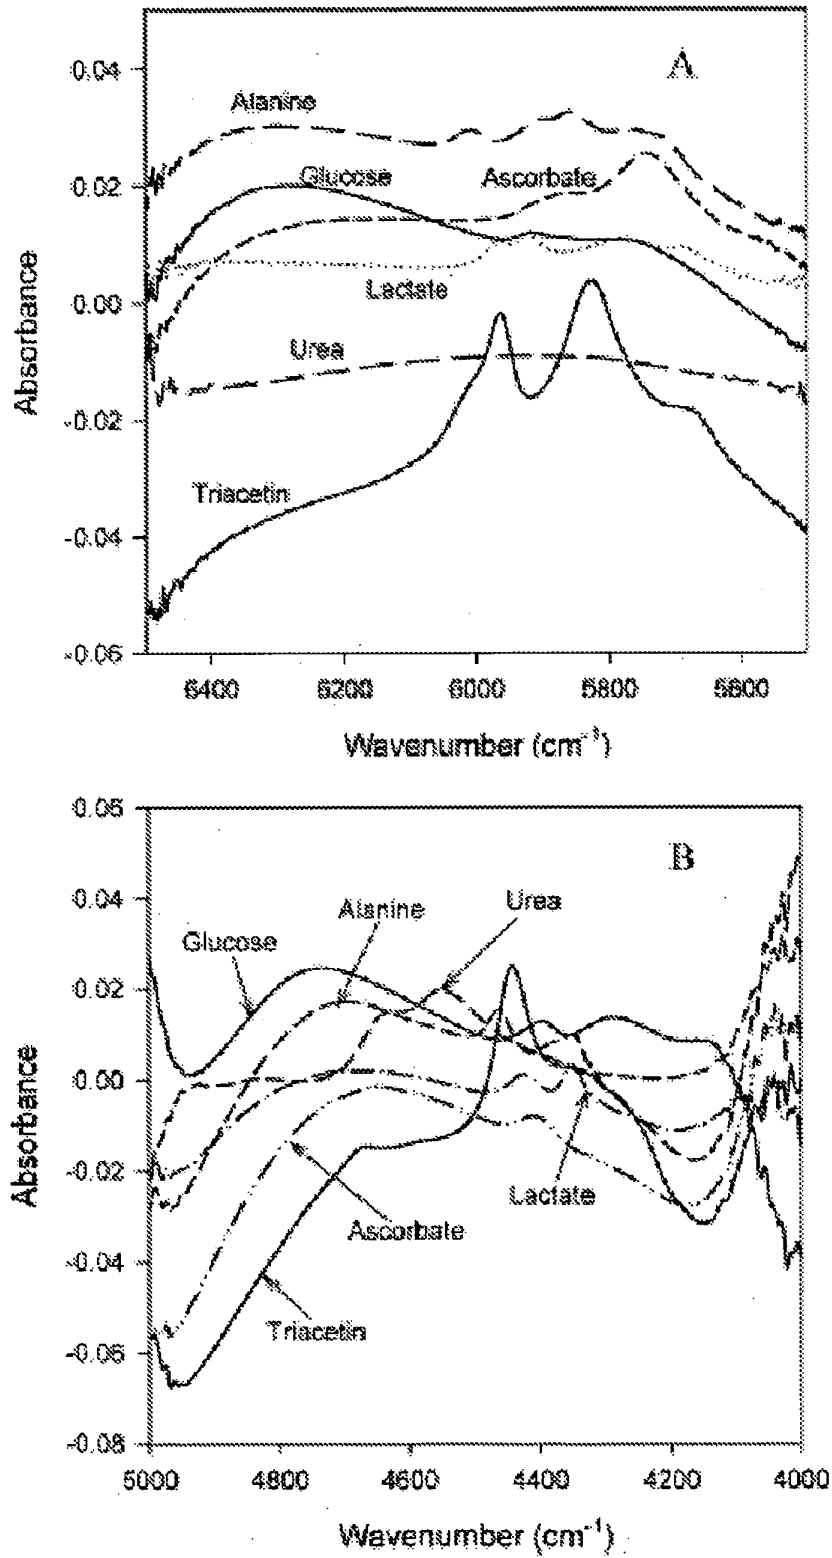 A
0.04
Alanine
0.02
Glucose
Ascorbate
Absorbance
0.00
Lactate
Urea
-0.02
Triacetin
-0.04
-0.06
6400
6200
6000
5800
5600
Wavenumber (cm⁻¹)
0.06
B
0.04
Alanine
Urea
Glucose
0.02
Absorbance
0.00
-0.02
Lactate
Ascorbate
-0.04
Triacetin
-0.06
-0.08
5000
4800
4600
4400
4200
4000
Wavenumber (cm⁻¹)